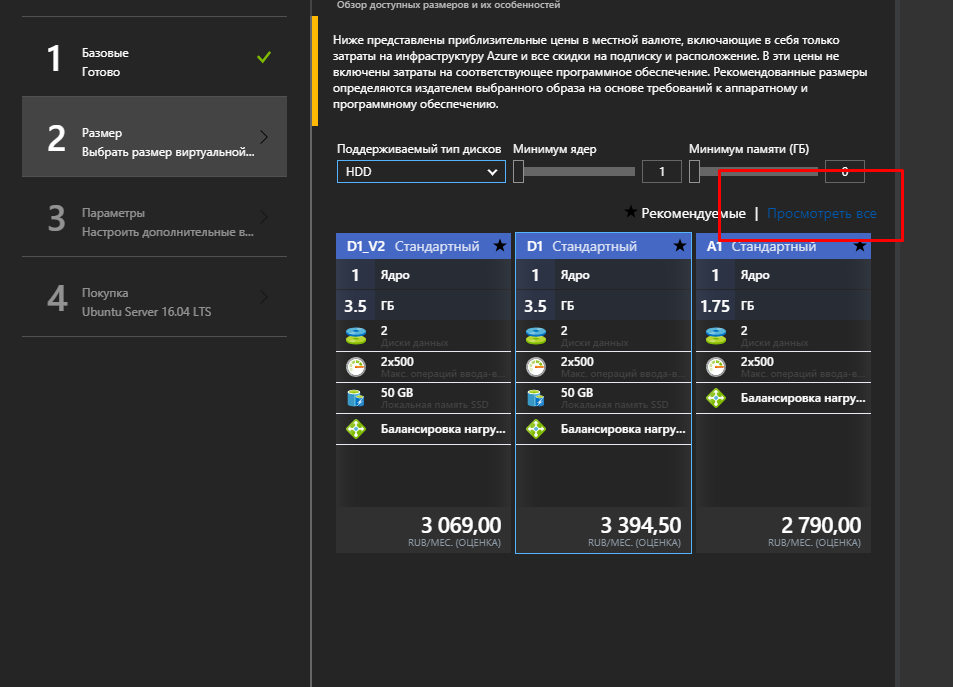 Обзор доступных размеров и их особенностей
1
Базовые
Готово
2
Размер
Выбрать размер виртуальной...
3
Параметры
Настроить дополнительные в...
4
Покупка
Ubuntu Server 16.04 LTS
Ниже представлены приблизительные цены в местной валюте, включающие в себя только
затраты на инфраструктуру Azure и все скидки на подписку и расположение. В эти цены не
включены затраты на соответствующее программное обеспечение. Рекомендованные размеры
определяются издателем выбранного образа на основе требований к аппаратному и
программному обеспечению.
Поддерживаемый тип дисков
HDD
Минимум ядер
1
Минимум памяти (ГБ)
0
★ Рекомендуемые | Просмотреть все
D1_V2 Стандартный ★
1 Ядро
3.5 ГБ
2
Диски данных
2x500
Макс. операций ввода-в...
50 GB
Локальная память SSD
Балансировка нагру...
3 069,00
RUB/МЕС. (ОЦЕНКА)
D1 Стандартный ★
1 Ядро
3.5 ГБ
2
Диски данных
2x500
Макс. операций ввода-в...
50 GB
Локальная память SSD
Балансировка нагру...
3 394,50
RUB/МЕС. (ОЦЕНКА)
A1 Стандартный ★
1 Ядро
1.75 ГБ
2
Диски данных
2x500
Макс. операций ввода-в...
Балансировка нагру...
2 790,00
RUB/МЕС. (ОЦЕНКА)